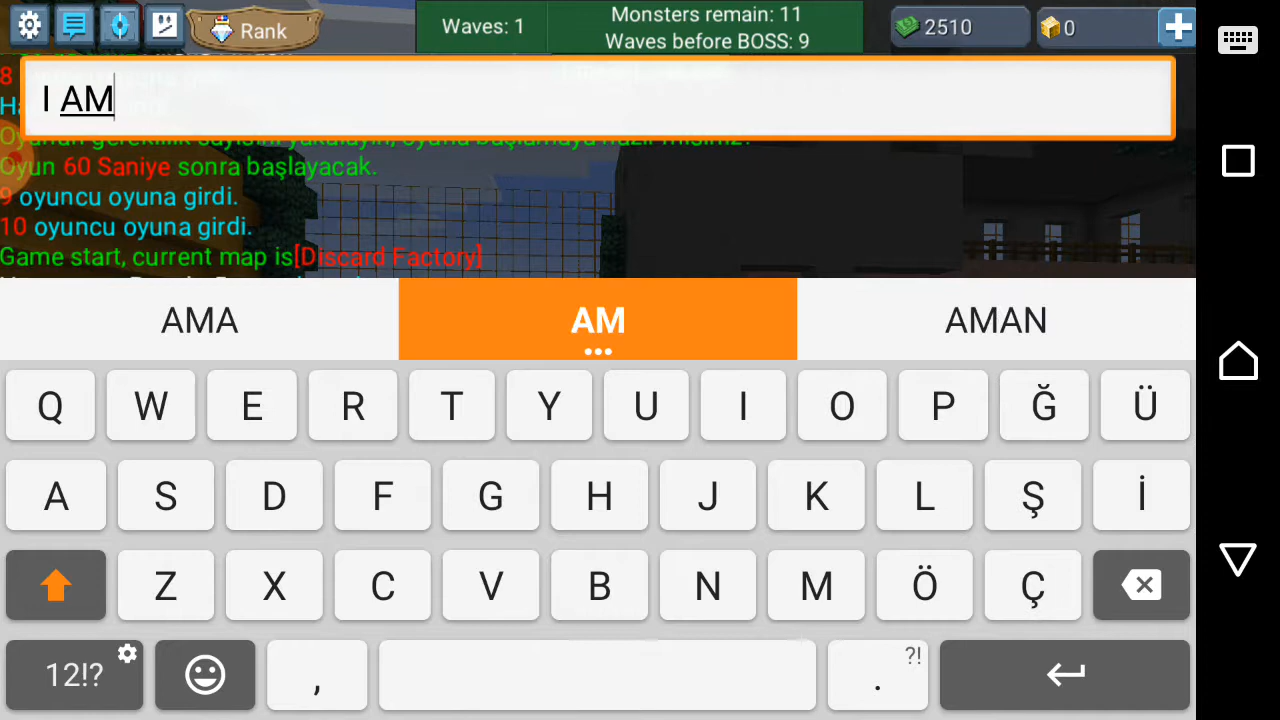 Rank
Waves: 1
Monsters remain: 11
Waves before BOSS: 9
2510
0
8
I AM
Oyun 60 Saniye sonra başlayacak.
9 oyuncu oyuna girdi.
10 oyuncu oyuna girdi.
Game start, current map is[Discard Factory]
AMA
AM
AMAN
Q W E R T Y U I O P Ğ Ü
A S D F G H J K L Ş İ
Z X C V B N M Ö Ç
12!? , . ?!